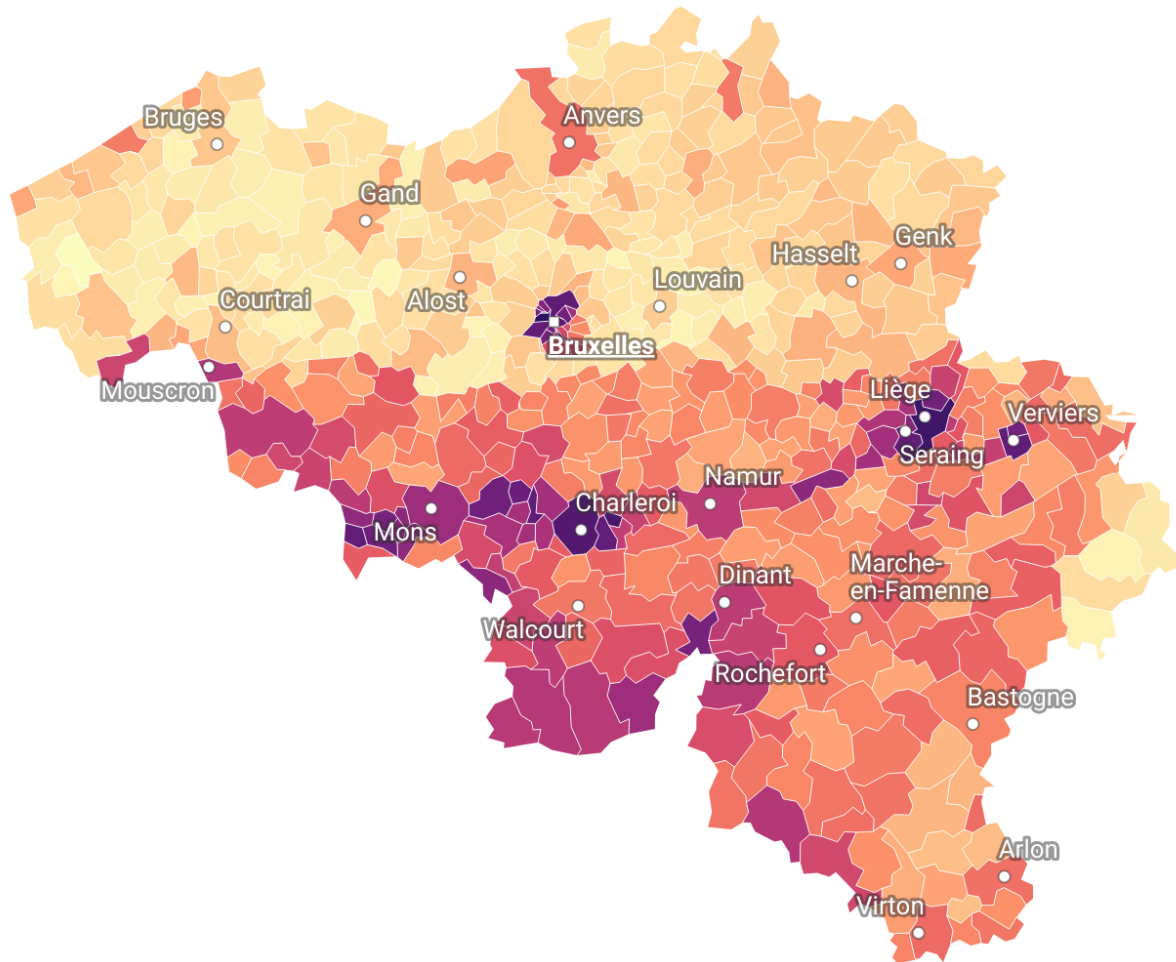 Anvers
Bruges
Gand
Genk
Hasselt
Louvain
Courtrai
Alost
Bruxelles
Mouscron
Liège
Verviers
Seraing
Namur
Charleroi
Mons
Marche-
en-Famenne
Dinant
Walcourt
Rochefort
Bastogne
Arlon
Virton